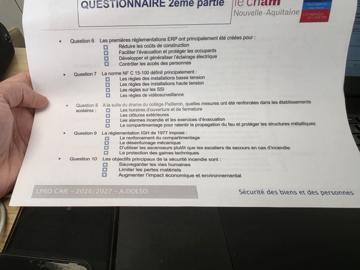 QUESTIONNAIRE 2ème partie
le cnam
Nouvelle-Aquitaine
Question 6 Les premières réglementations ERP ont principalement été créées pour :
Réduire les coûts de construction
Faciliter l'évacuation et protéger les occupants
Développer et généraliser l'éclairage électrique
Contrôler les accès des personnes
Question 7 La norme NF C 15-100 définit principalement :
Les règles des installations basse tension
Les règles des installations haute tension
Les règles sur les SSI
Les règles de vidéosurveillance
Question 8 A la suite du drame du collège Pailleron, quelles mesures ont été renforcées dans les établissements
scolaires :
Les horaires d'ouverture et de fermeture
Les clôtures extérieures
Les alarmes incendie et les exercices d'évacuation
Le compartimentage pour retarder la propagation du feu et protéger les structures métalliques.
Question 9 La réglementation IGH de 1977 impose :
Le renforcement du compartimentage
Le désenfumage mécanique
D'utiliser les ascenseurs plutôt que les escaliers de secours en cas d'incendie
La protection des gaines techniques
Question 10 Les objectifs principaux de la sécurité incendie sont :
Sauvegarder les vies humaines
Limiter les pertes matériels
Augmenter l'impact économique et environnemental
2026/2027
Sécurité des biens et des personnes